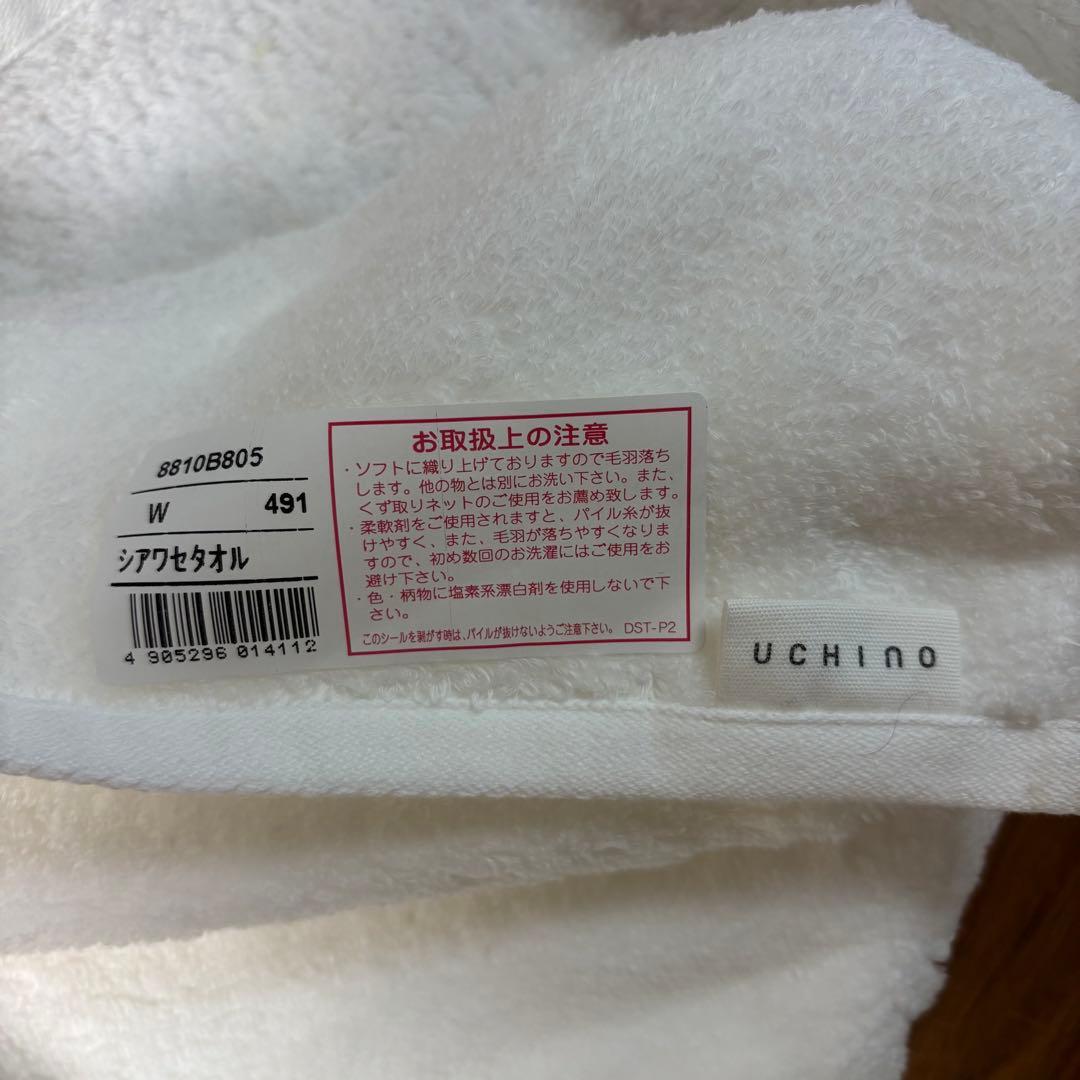 8810B805
W 491
シアワセタオル
4 905296 014112
お取扱上の注意
・ソフトに織り上げておりますので毛羽落ち
します。他の物とは別にお洗い下さい。また、
くず取りネットのご使用をお薦め致します。
・柔軟剤をご使用されますと、パイル糸が抜
けやすく、また、毛羽が落ちやすくなりま
すので、初め数回のお洗濯にはご使用をお
避け下さい。
・色・柄物に塩素系漂白剤を使用しないで下
さい。
このシールを剥がす時は、パイルが抜けないようご注意下さい。 DST-P2
UCHINO